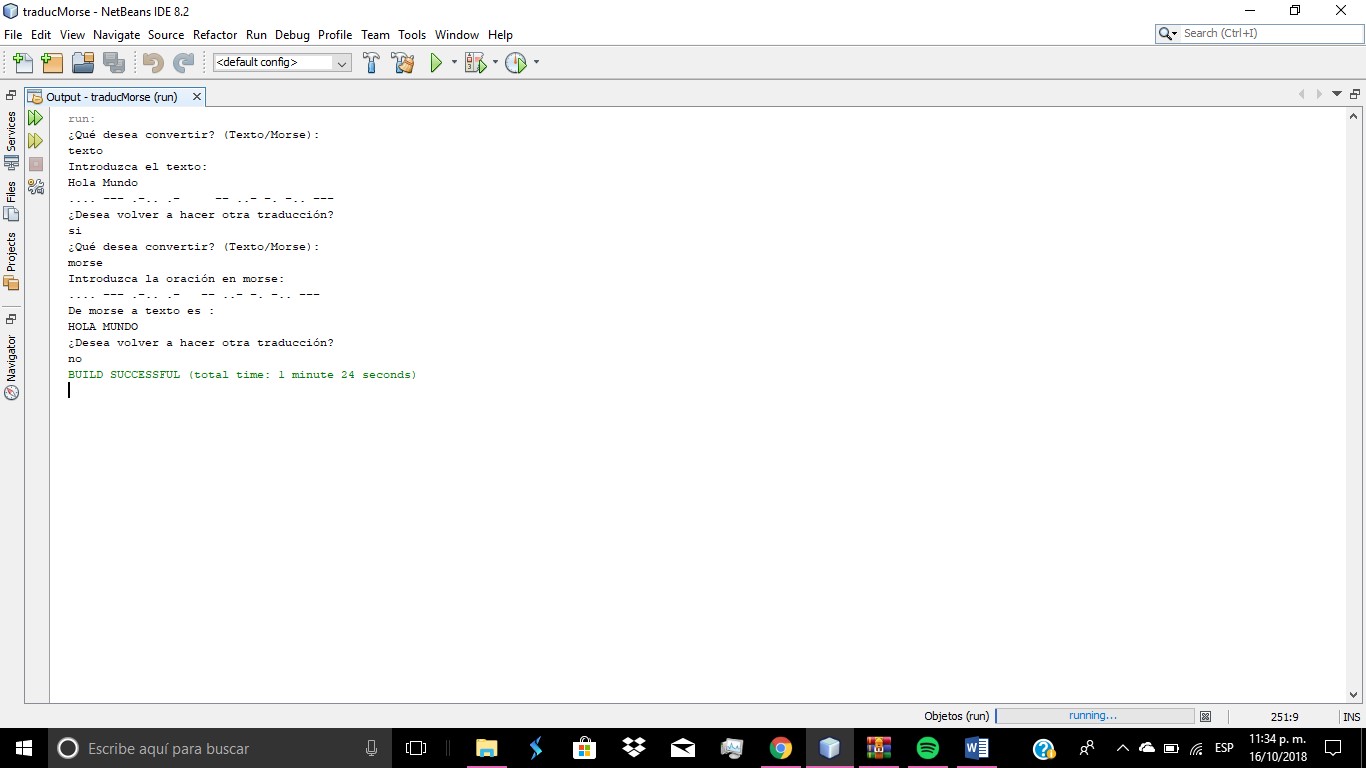 traducMorse - NetBeans IDE 8.2
File Edit View Navigate Source Refactor Run Debug Profile Team Tools Window Help
Search (Ctrl+I)
<default config>
Output - traducMorse (run)
Services
Files
Projects
Navigator
run:
¿Qué desea convertir? (Texto/Morse):
texto
Introduzca el texto:
Hola Mundo
.... --- .-.. .-     -- ..- -. -.. ---
¿Desea volver a hacer otra traducción?
si
¿Qué desea convertir? (Texto/Morse):
morse
Introduzca la oración en morse:
.... --- .-.. .-   -- ..- -. -.. ---
De morse a texto es :
HOLA MUNDO
¿Desea volver a hacer otra traducción?
no
BUILD SUCCESSFUL (total time: 1 minute 24 seconds)
Objetos (run) running... 251:9 INS
Escribe aquí para buscar
ESP
11:34 p. m.
16/10/2018